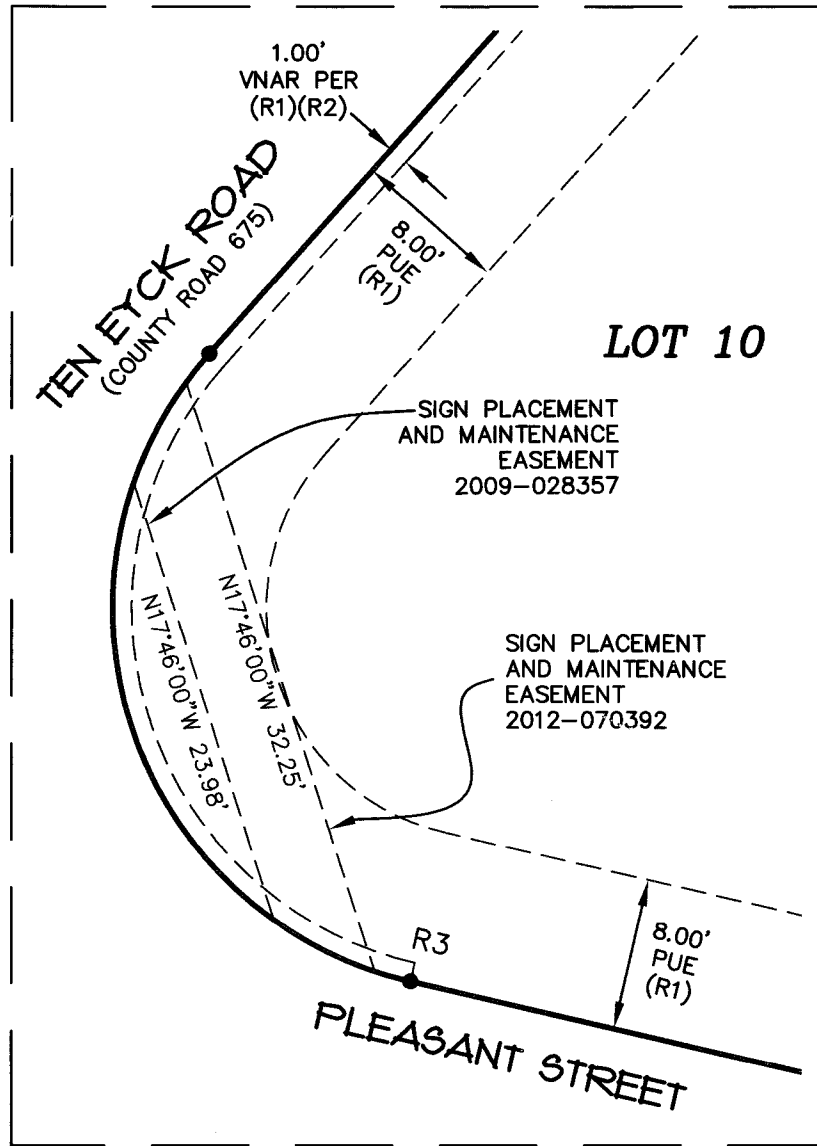 1.00'
VNAR PER
(R1)(R2)
TEN EYCK ROAD
(COUNTY ROAD 675)
8.00'
PUE
(R1)
LOT 10
SIGN PLACEMENT
AND MAINTENANCE
EASEMENT
2009-028357
N17°46'00"W 23.98'
N17°46'00"W 32.25'
SIGN PLACEMENT
AND MAINTENANCE
EASEMENT
2012-070392
R3
8.00'
PUE
(R1)
PLEASANT STREET